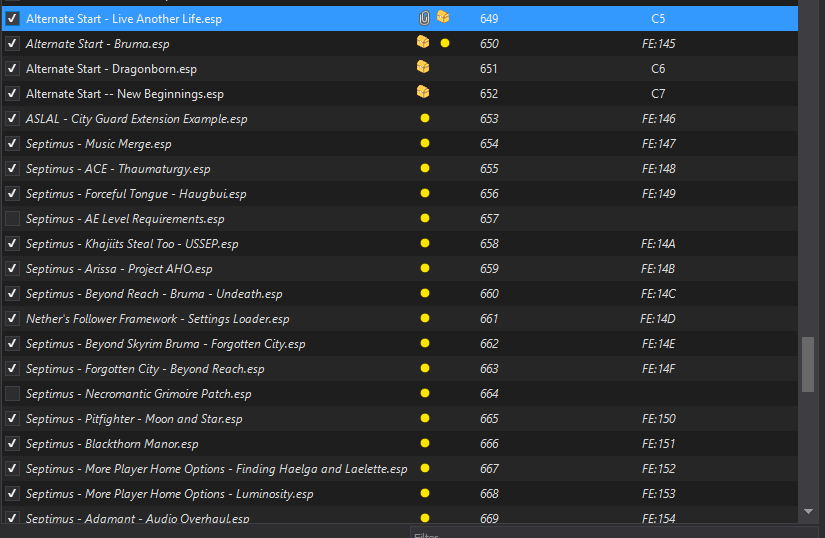 Alternate Start - Live Another Life.esp 649 C5
Alternate Start - Bruma.esp 650 FE:145
Alternate Start - Dragonborn.esp 651 C6
Alternate Start -- New Beginnings.esp 652 C7
ASLAL - City Guard Extension Example.esp 653 FE:146
Septimus - Music Merge.esp 654 FE:147
Septimus - ACE - Thaumaturgy.esp 655 FE:148
Septimus - Forceful Tongue - Haugbui.esp 656 FE:149
Septimus - AE Level Requirements.esp 657
Septimus - Khajiits Steal Too - USSEP.esp 658 FE:14A
Septimus - Arissa - Project AHO.esp 659 FE:14B
Septimus - Beyond Reach - Bruma - Undeath.esp 660 FE:14C
Nether's Follower Framework - Settings Loader.esp 661 FE:14D
Septimus - Beyond Skyrim Bruma - Forgotten City.esp 662 FE:14E
Septimus - Forgotten City - Beyond Reach.esp 663 FE:14F
Septimus - Necromantic Grimoire Patch.esp 664
Septimus - Pitfighter - Moon and Star.esp 665 FE:150
Septimus - Blackthorn Manor.esp 666 FE:151
Septimus - More Player Home Options - Finding Haelga and Laelette.esp 667 FE:152
Septimus - More Player Home Options - Luminosity.esp 668 FE:153
Septimus - Adamant - Audio Overhaul.esp 669 FE:154
Filter